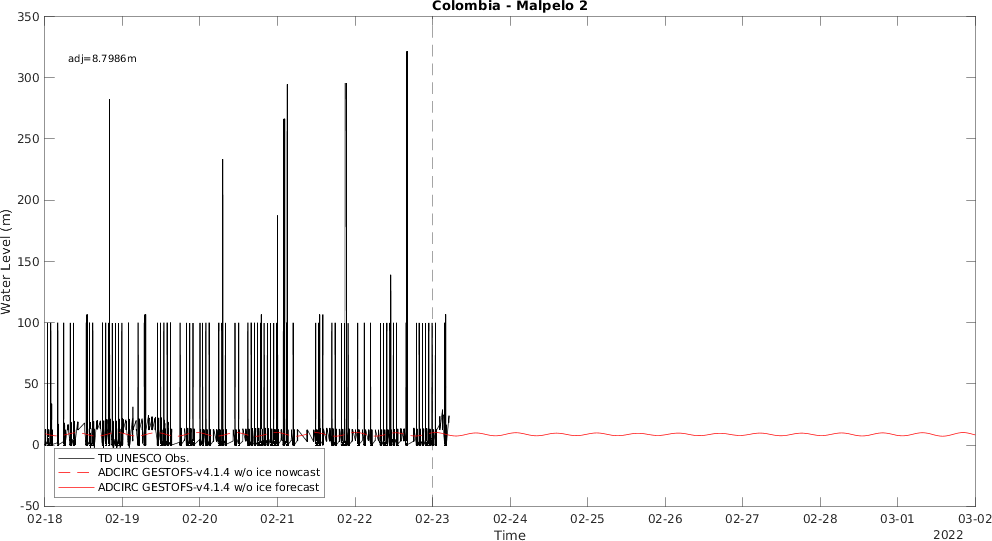 Colombia - Malpelo 2
adj=8.7986m
350
300
250
200
150
100
50
0
-50
Water Level (m)
TD UNESCO Obs.
ADCIRC GESTOFS-v4.1.4 w/o ice nowcast
ADCIRC GESTOFS-v4.1.4 w/o ice forecast
02-18 02-19 02-20 02-21 02-22 02-23 02-24 02-25 02-26 02-27 02-28 03-01 03-02
Time
2022